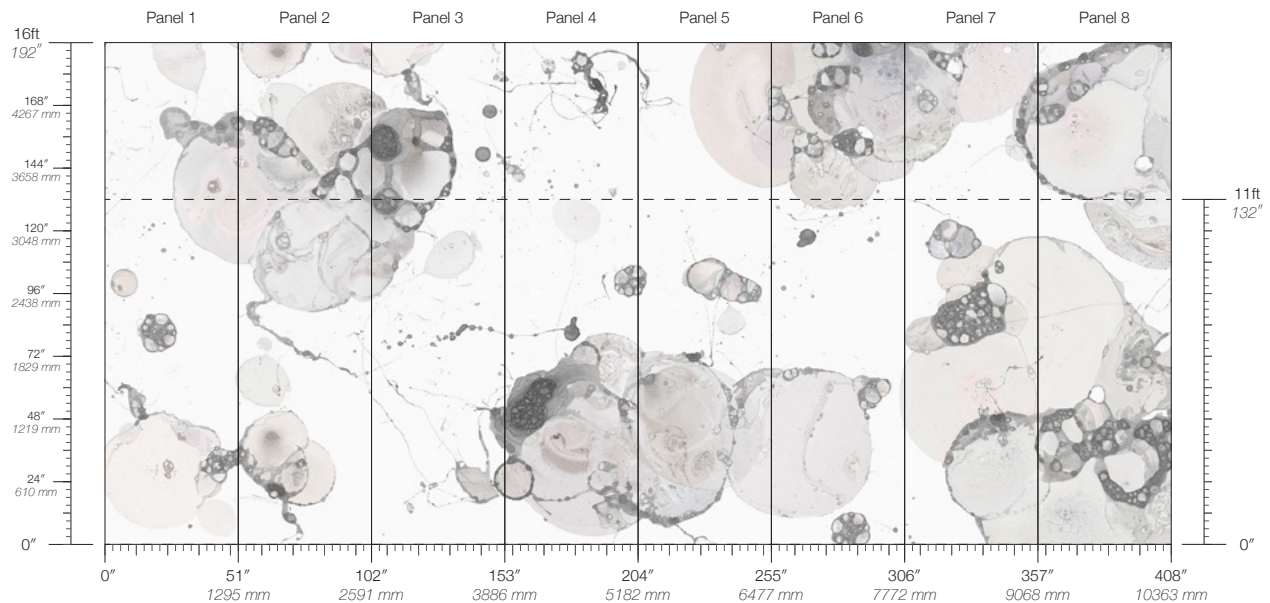 Panel 1 Panel 2 Panel 3 Panel 4 Panel 5 Panel 6 Panel 7 Panel 8
16ft
192″
168″
4267 mm
144″
3658 mm
11ft
132″
120″
3048 mm
96″
2438 mm
72″
1829 mm
48″
1219 mm
24″
610 mm
0″ 0″
0″ 51″ 102″ 153″ 204″ 255″ 306″ 357″ 408″
1295 mm 2591 mm 3886 mm 5182 mm 6477 mm 7772 mm 9068 mm 10363 mm